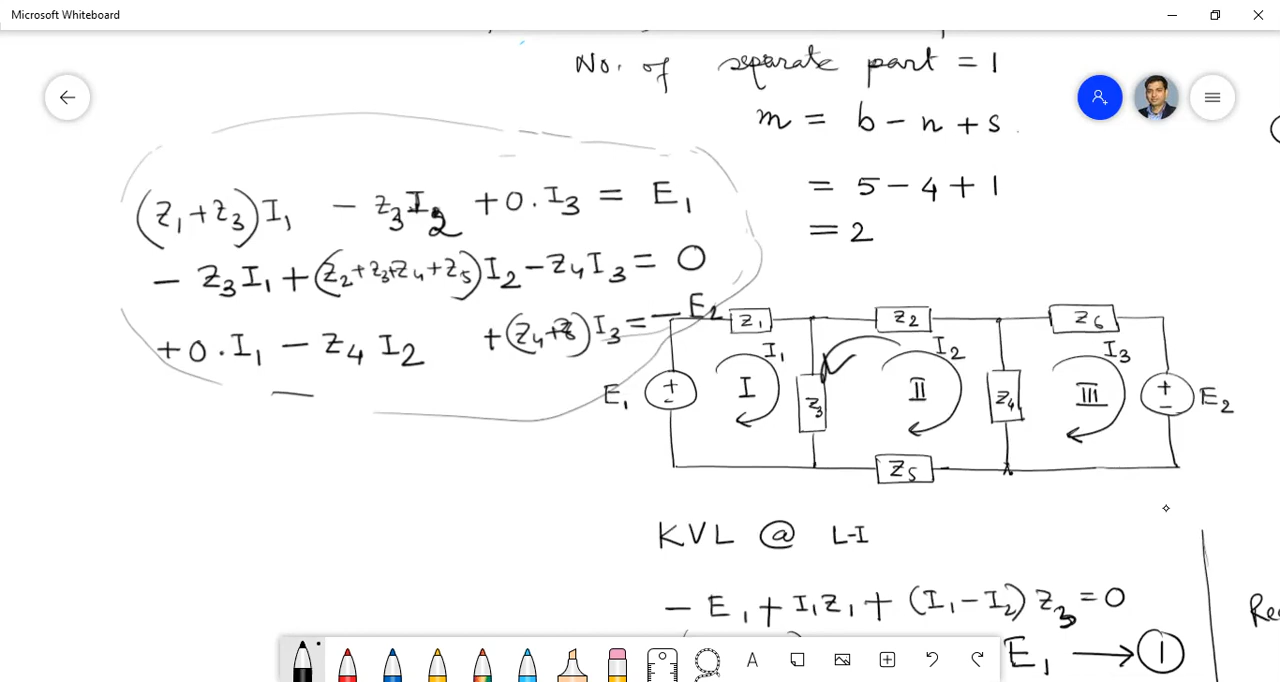 Microsoft Whiteboard
No. of separate part = 1
m = b - n + s
= 5 - 4 + 1
= 2
(Z1+Z3)I1 - Z3I2 + 0.I3 = E1
- Z3I1 + (Z2+Z3+Z4+Z5)I2 - Z4I3 = 0
+0.I1 - Z4 I2 + (Z4+Z6)I3 = - E2
Z1 Z2 Z6
I1 I2 I3
E1 + - I Z3 II Z4 III + - E2
Z5
KVL @ L-I
- E1 + I1Z1 + (I1 - I2) Z3 = 0
E1 → 1
A